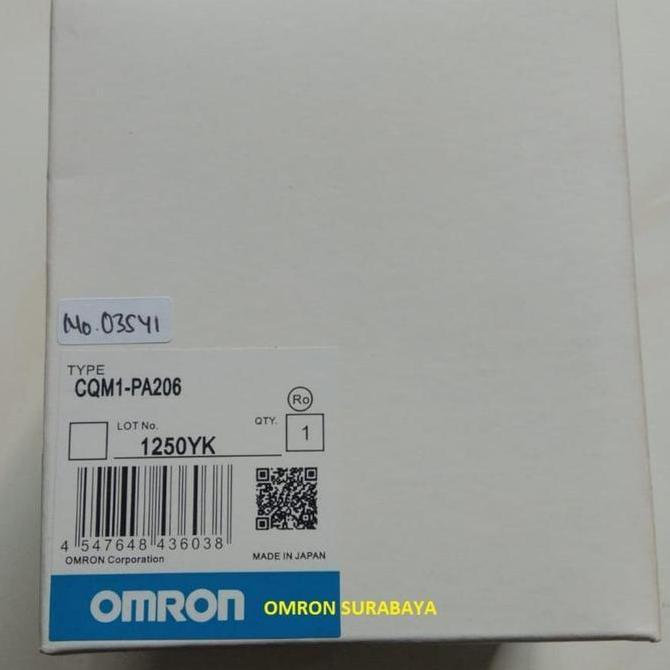 No.03541
TYPE
CQM1-PA206
Ro
LOT No.
1250YK
QTY.
1
4 547648 436038
OMRON Corporation
MADE IN JAPAN
OMRON
OMRON SURABAYA